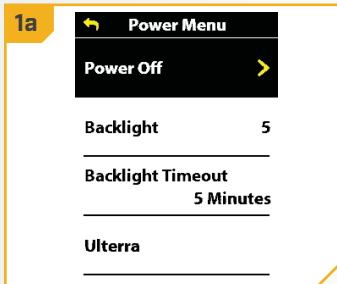 1a
Power Menu
Power Off
Backlight 5
Backlight Timeout
5 Minutes
Ulterra